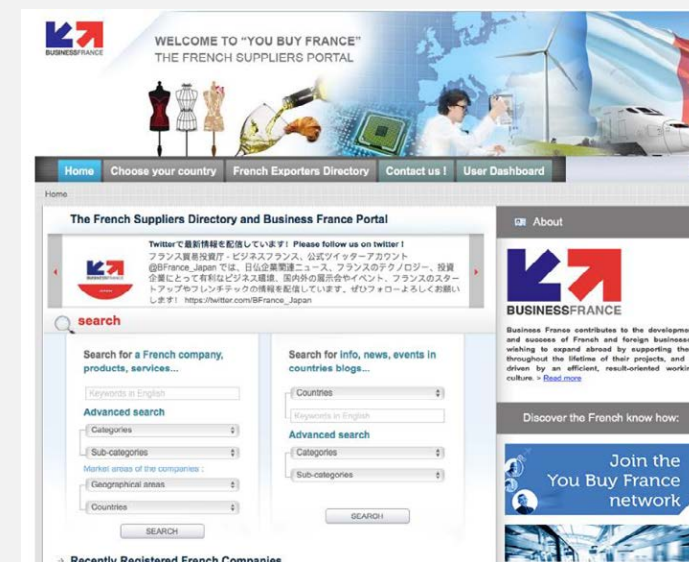 BUSINESSFRANCE
WELCOME TO "YOU BUY FRANCE"
THE FRENCH SUPPLIERS PORTAL
Home
Choose your country
French Exporters Directory
Contact us !
User Dashboard
Home
The French Suppliers Directory and Business France Portal
Twitterで最新情報を配信しています! Please follow us on twitter !
フランス貿易投資庁 - ビジネスフランス、公式ツイッターアカウント
@BFrance_Japan では、日仏企業関連ニュース、フランスのテクノロジー、投資
企業にとって有利なビジネス環境、国内外の展示会やイベント、フランスのスター
トアップやフレンチテックの情報を配信しています。ぜひフォローよろしくお願い
します! https://twitter.com/BFrance_Japan
search
Search for a French company,
products, services...
Keywords in English
Advanced search
Categories
Sub-categories
Market areas of the companies :
Geographical areas
Countries
SEARCH
Search for info, news, events in
countries blogs...
Countries
Keywords in English
Advanced search
Categories
Sub-categories
SEARCH
Recently Registered French Companies
About
BUSINESSFRANCE
Business France contributes to the developme
and success of French and foreign business
wishing to expand abroad by supporting the
throughout the lifetime of their projects, and
driven by an efficient, result-oriented workin
culture. > Read more
Discover the French know how:
Join the
You Buy France
network